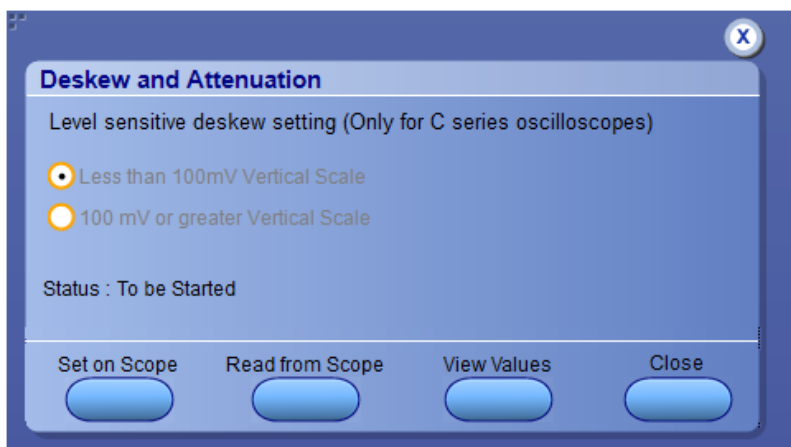 X
Deskew and Attenuation
Level sensitive deskew setting (Only for C series oscilloscopes)
Less than 100mV Vertical Scale
100 mV or greater Vertical Scale
Status : To be Started
Set on Scope Read from Scope View Values Close